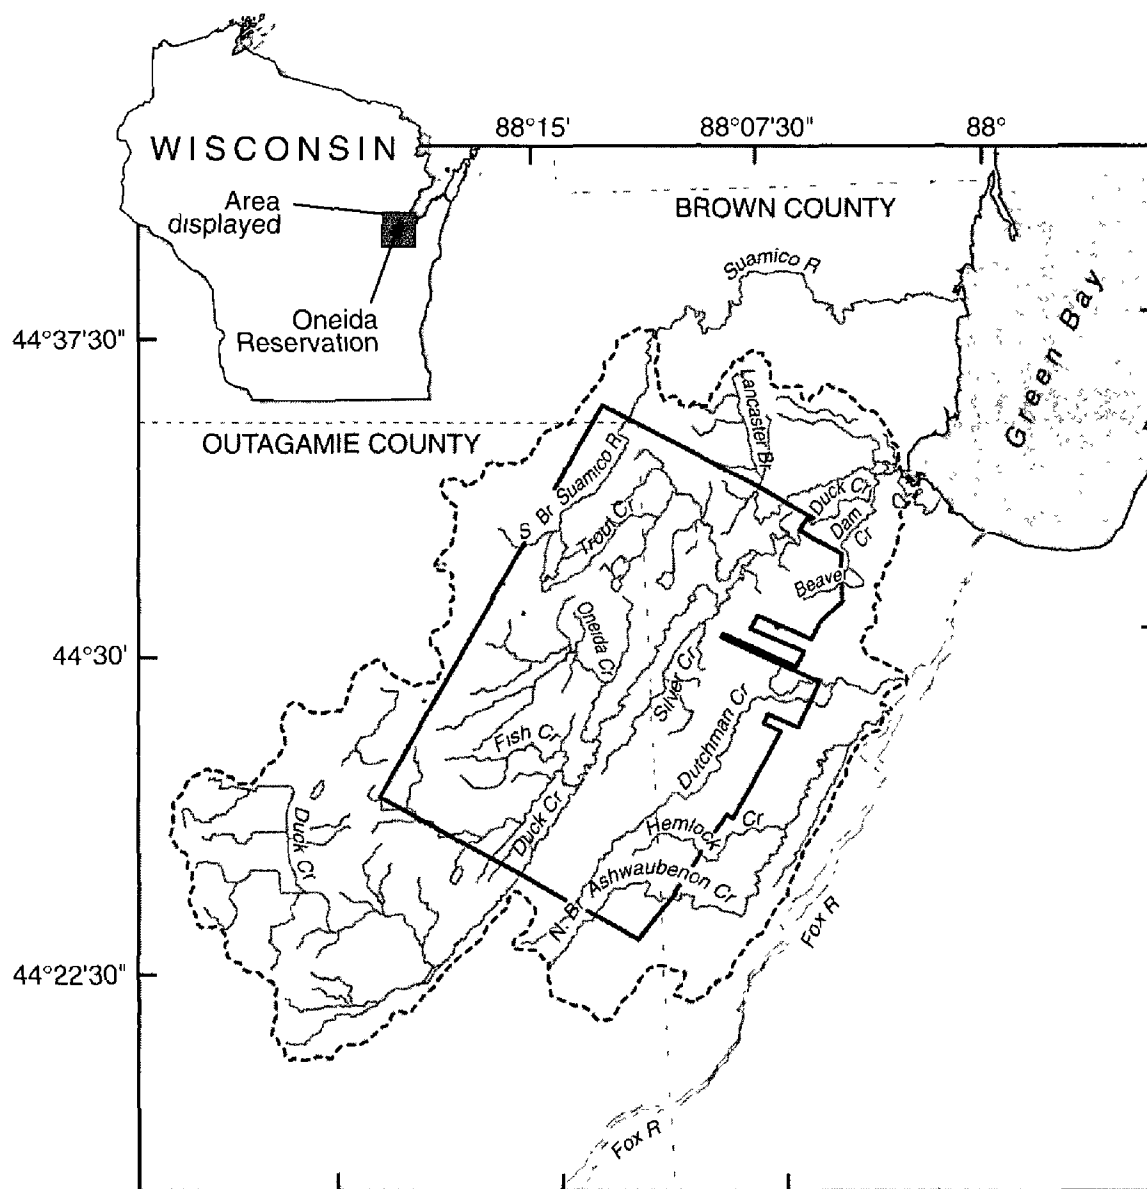 88°15'
88°07'30"
88°
WISCONSIN
Area
displayed
BROWN COUNTY
Suamico R
Green Bay
Oneida
Reservation
44°37'30"
OUTAGAMIE COUNTY
Lancaster Br
S Br Suamico R
Duck Cr
Trout Cr
Dam
Cr
Beaver
Oneida Cr
44°30'
Silver Cr
Dutchman Cr
Fish Cr
Duck Cr
Duck Cr
Hemlock Cr
N. Br Ashwaubenon Cr
Fox R
44°22'30"
Fox R